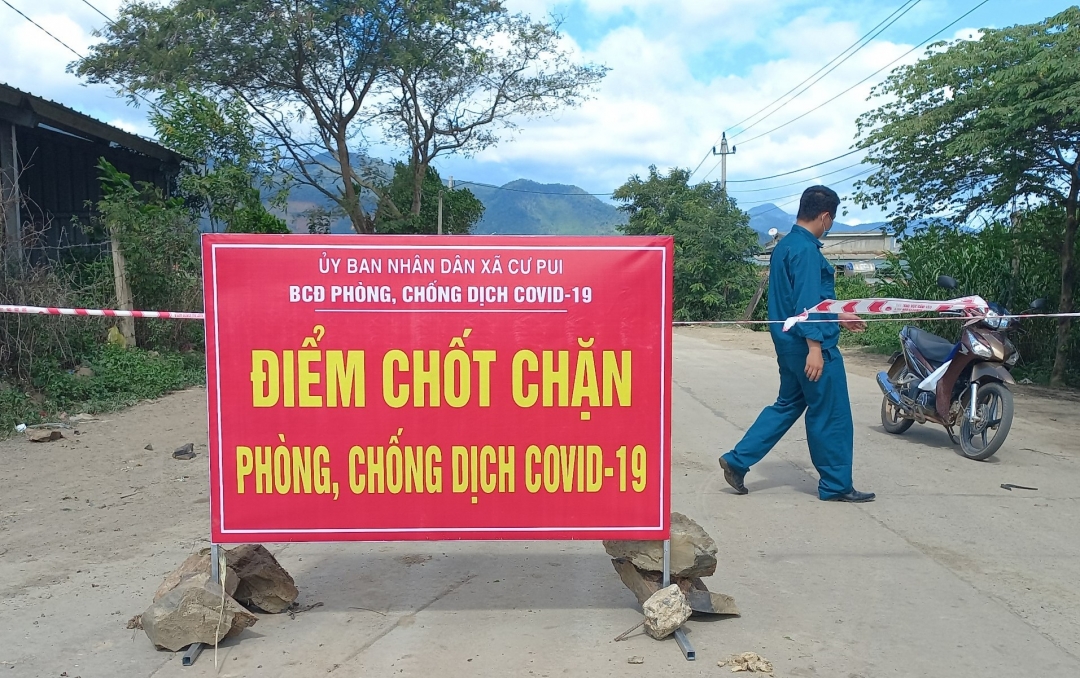 ỦY BAN NHÂN DÂN XÃ CƯ PUI
BCĐ PHÒNG, CHỐNG DỊCH COVID-19
ĐIỂM CHỐT CHẶN
PHÒNG, CHỐNG DỊCH COVID-19